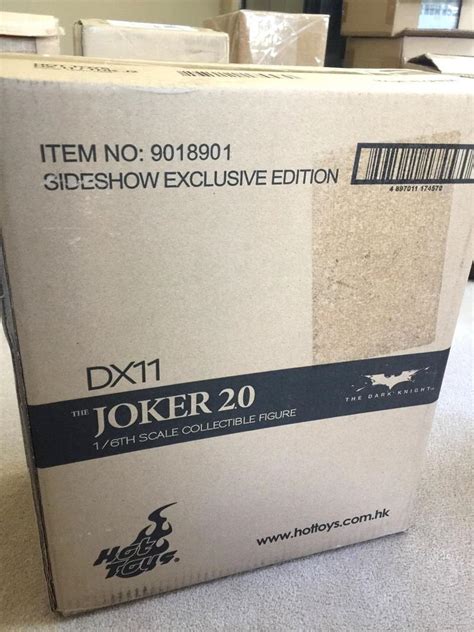 ITEM NO: 9018901
SIDESHOW EXCLUSIVE EDITION
4 897011 174570
DX11
THE JOKER 2.0
1/6TH SCALE COLLECTIBLE FIGURE
THE DARK KNIGHT™
Hot Toys
www.hottoys.com.hk